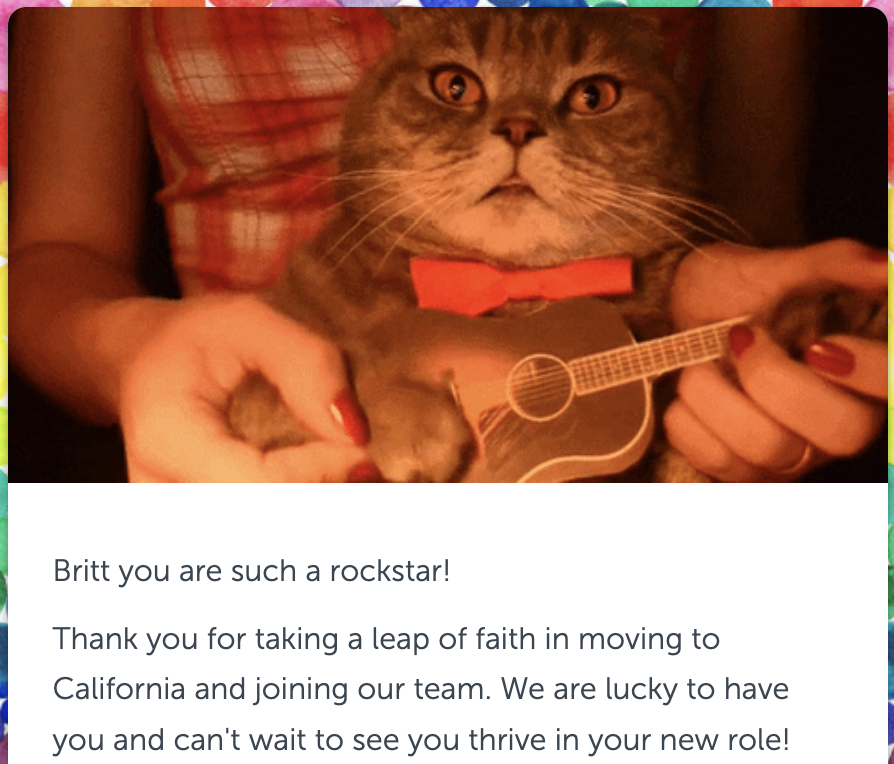 Britt you are such a rockstar!
Thank you for taking a leap of faith in moving to
California and joining our team. We are lucky to have
you and can't wait to see you thrive in your new role!